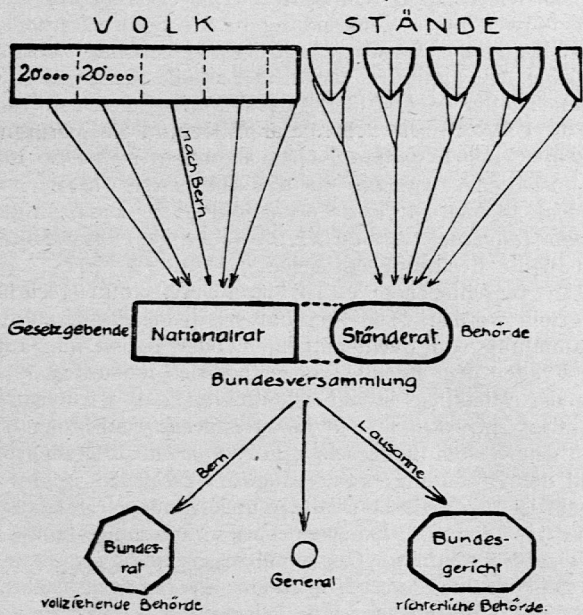 VOLK STÄNDE
20000 20000
nach Bern
Gesetzgebende Nationalrat Ständerat. Behörde
Bundesversammlung
Bern Lausanne
Bundes-
rat
General
Bundes-
gericht
vollziehende Behörde richterliche Behörde.